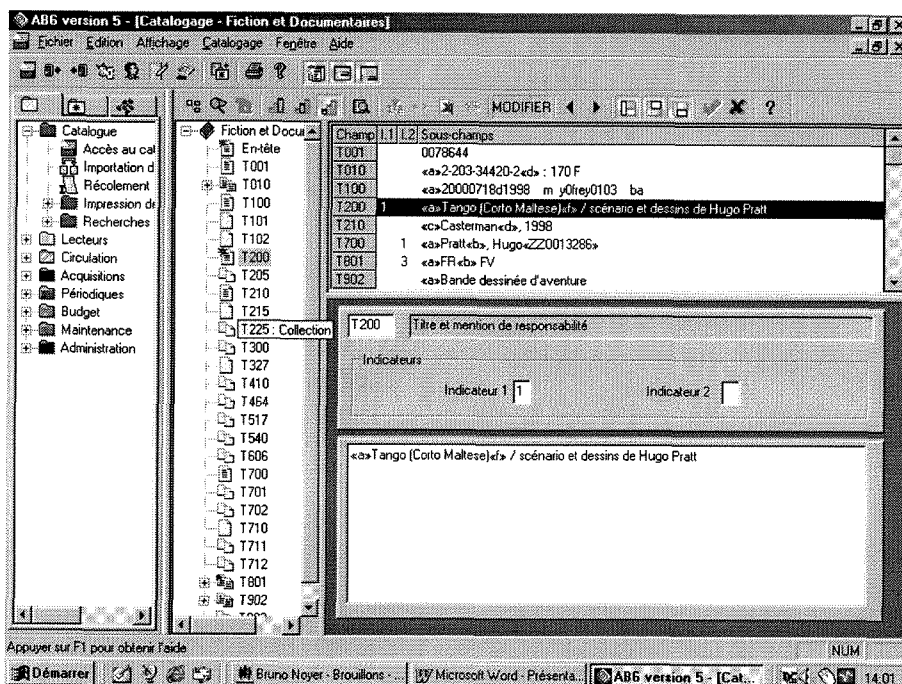 AB6 version 5 - [Catalogage - Fiction et Documentaires]
Fichier Edition Affichage Catalogage Fenêtre Aide
MODIFIER
Catalogue
Accès au cal
Importation d
Récolement
Impression de
Recherches
Lecteurs
Circulation
Acquisitions
Périodiques
Budget
Maintenance
Administration
Fiction et Docu
En-tête
T001
T010
T100
T101
T102
T200
T205
T210
T215
T225 : Collection
T300
T327
T410
T464
T517
T540
T606
T700
T701
T702
T710
T711
T712
T801
T902
Champ I.1 I.2 Sous-champs
T001 0078644
T010 «a»2-203-34420-2«d» : 170 F
T100 «a»20000718d1998 m y0frey0103 ba
T200 1 «a»Tango (Corto Maltese)«f» / scénario et dessins de Hugo Pratt
T210 «c»Casterman«d», 1998
T700 1 «a»Pratt«b», Hugo«ZZ0013286»
T801 3 «a»FR«b» FV
T902 «a»Bande dessinée d'aventure
T200 Titre et mention de responsabilité
Indicateurs
Indicateur 1 1 Indicateur 2
«a»Tango (Corto Maltese)«f» / scénario et dessins de Hugo Pratt
Appuyer sur F1 pour obtenir l'aide
NUM
Démarrer Bruno Noyer - Brouillons - ... Microsoft Word - Présenta... AB6 version 5 - [Cat... 14:01